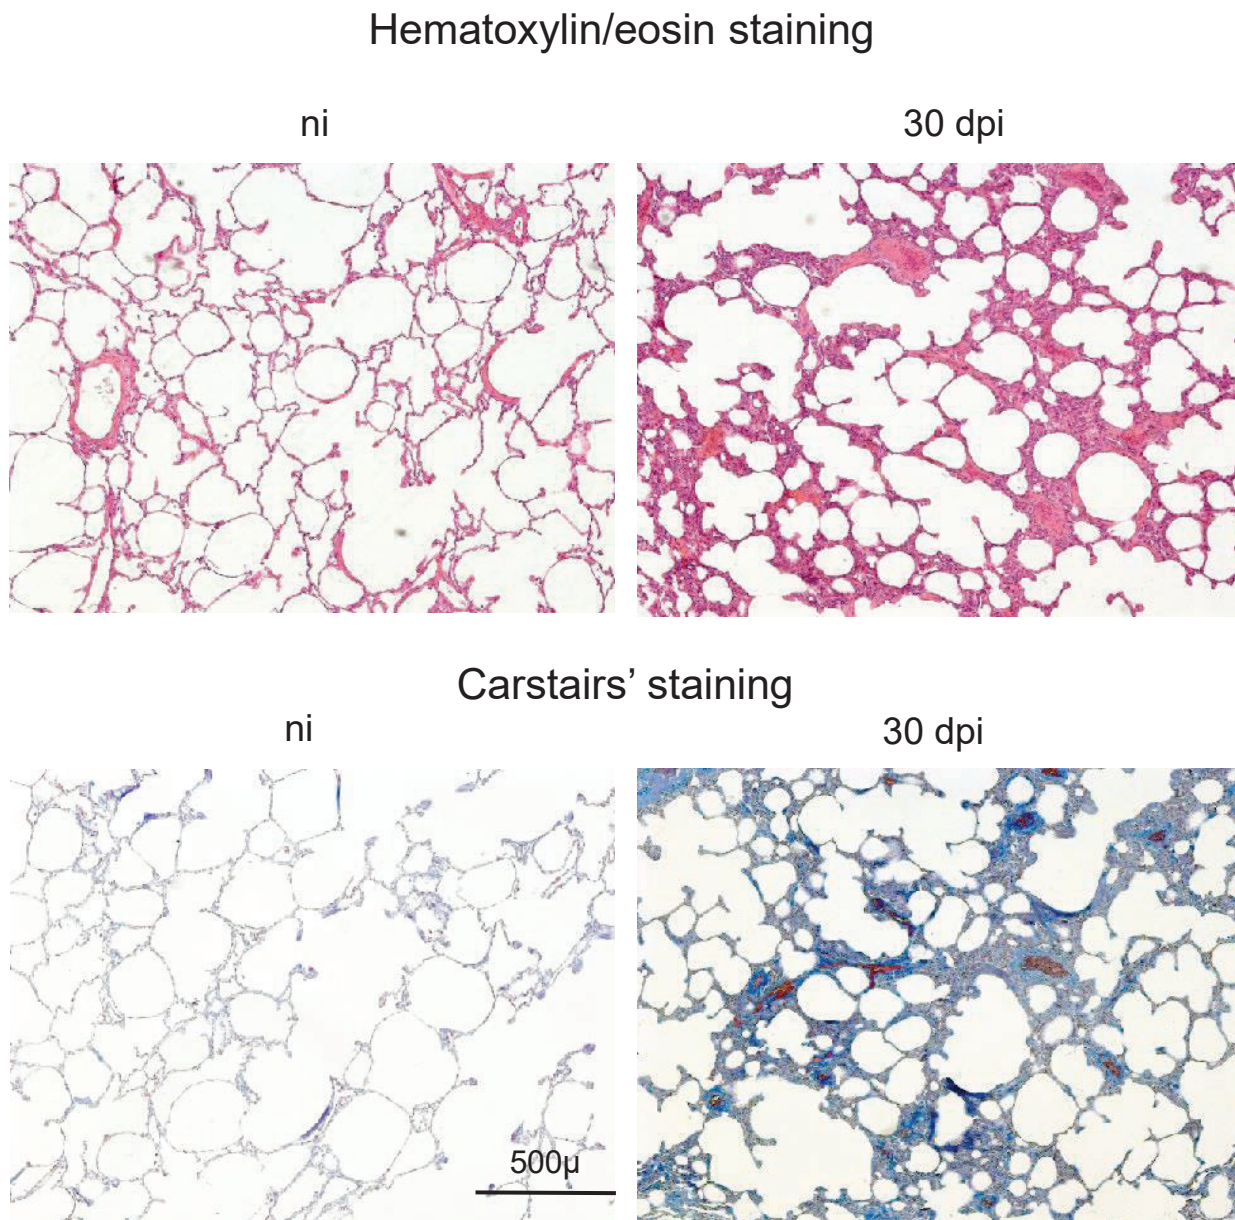 Hematoxylin/eosin staining
ni
30 dpi
Carstairs’ staining
ni
30 dpi
500μ